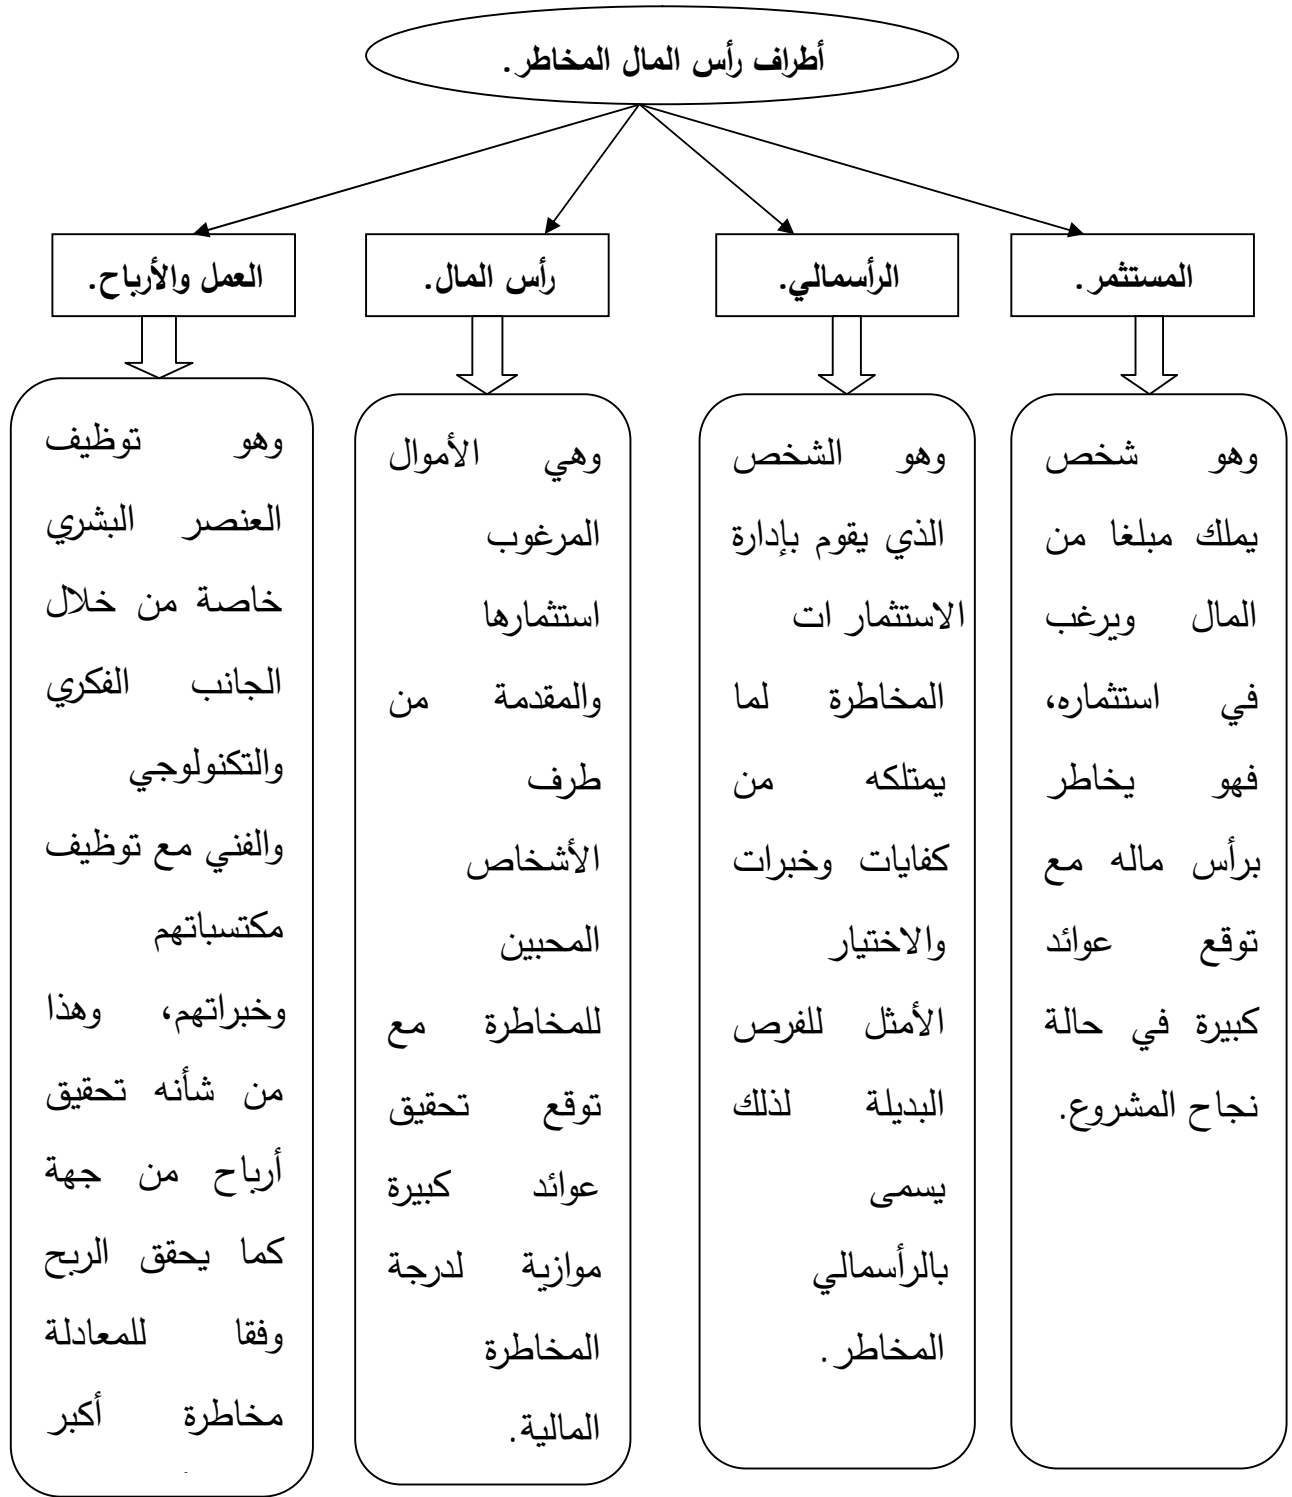 أطراف رأس المال المخاطر.
المستثمر.
الرأسمالي.
رأس المال.
العمل والأرباح.
وهو شخص
يملك مبلغا من
المال ويرغب
في استثماره،
فهو يخاطر
برأس ماله مع
توقع عوائد
كبيرة في حالة
نجاح المشروع.
وهو الشخص
الذي يقوم بإدارة
الاستثمار ات
المخاطرة لما
يمتلكه من
كفايات وخبرات
والاختيار
الأمثل للفرص
البديلة لذلك
يسمى
بالرأسمالي
المخاطر.
وهي الأموال
المرغوب
استثمارها
والمقدمة من
طرف
الأشخاص
المحبين
للمخاطرة مع
توقع تحقيق
عوائد كبيرة
موازية لدرجة
المخاطرة
المالية.
وهو توظيف
العنصر البشري
خاصة من خلال
الجانب الفكري
والتكنولوجي
والفني مع توظيف
مكتسباتهم
وخبراتهم، وهذا
من شأنه تحقيق
أرباح من جهة
كما يحقق الربح
وفقا للمعادلة
مخاطرة أكبر